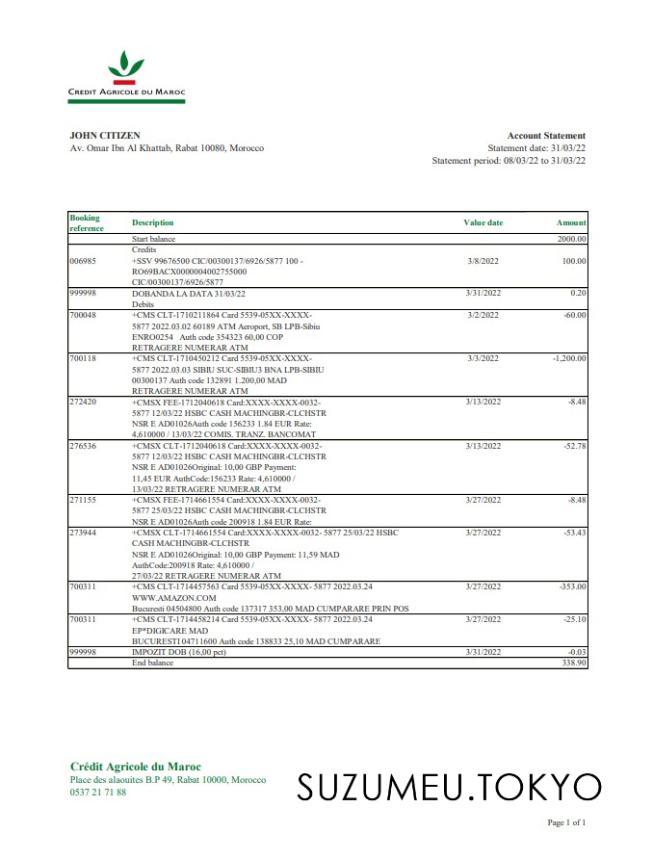 CREDIT AGRICOLE DU MAROC
JOHN CITIZEN
Av. Omar Ibn Al Khattab, Rabat 10080, Morocco
Account Statement
Statement date: 31/03/22
Statement period: 08/03/22 to 31/03/22
Booking reference Description Value date Amount
Start balance 2000.00
Credits
006985 +SSV 99676500 CIC/00300137/6926/5877 100 - 3/8/2022 100.00
RO69BACX0000004002755000
CIC/00300137/6926/5877
999998 DOBANDA LA DATA 31/03/22 3/31/2022 0.20
Debits
700048 +CMS CLT-1710211864 Card 5539-05XX-XXXX- 3/2/2022 -60.00
5877 2022.03.02 60189 ATM Aeroport, SB LPB-Sibiu
ENRO0254 Auth code 354323 60,00 COP
RETRAGERE NUMERAR ATM
700118 +CMS CLT-1710450212 Card 5539-05XX-XXXX- 3/3/2022 -1,200.00
5877 2022.03.03 SIBIU SUC-SIBIU3 BNA LPB-SIBIU
00300137 Auth code 132891 1.200,00 MAD
RETRAGERE NUMERAR ATM
272420 +CMSX FEE-1712040618 Card:XXXX-XXXX-0032- 3/13/2022 -8.48
5877 12/03/22 HSBC CASH MACHINGBR-CLCHSTR
NSR E AD01026Auth code 156233 1.84 EUR Rate:
4,610000 / 13/03/22 COMIS. TRANZ. BANCOMAT
276536 +CMSX CLT-1712040618 Card:XXXX-XXXX-0032- 3/13/2022 -52.78
5877 12/03/22 HSBC CASH MACHINGBR-CLCHSTR
NSR E AD01026Original: 10,00 GBP Payment:
11,45 EUR AuthCode:156233 Rate: 4,610000 /
13/03/22 RETRAGERE NUMERAR ATM
271155 +CMSX FEE-1714661554 Card:XXXX-XXXX-0032- 3/27/2022 -8.48
5877 25/03/22 HSBC CASH MACHINGBR-CLCHSTR
NSR E AD01026Auth code 200918 1.84 EUR Rate:
273944 +CMSX CLT-1714661554 Card:XXXX-XXXX-0032- 5877 25/03/22 HSBC 3/27/2022 -53.43
CASH MACHINGBR-CLCHSTR
NSR E AD01026Original: 10,00 GBP Payment: 11,59 MAD
AuthCode:200918 Rate: 4,610000 /
27/03/22 RETRAGERE NUMERAR ATM
700311 +CMS CLT-1714457563 Card 5539-05XX-XXXX- 5877 2022.03.24 3/27/2022 -353.00
WWW.AMAZON.COM
Bucuresti 04504800 Auth code 137317 353,00 MAD CUMPARARE PRIN POS
700311 +CMS CLT-1714458214 Card 5539-05XX-XXXX- 5877 2022.03.24 3/27/2022 -25.10
EP*DIGICARE MAD
BUCURESTI 04711600 Auth code 138833 25,10 MAD CUMPARARE
999998 IMPOZIT DOB (16,00 pct) 3/31/2022 -0.03
End balance 338.90
Crédit Agricole du Maroc
Place des alaouites B.P 49, Rabat 10000, Morocco
0537 21 71 88
SUZUMEU.TOKYO
Page 1 of 1